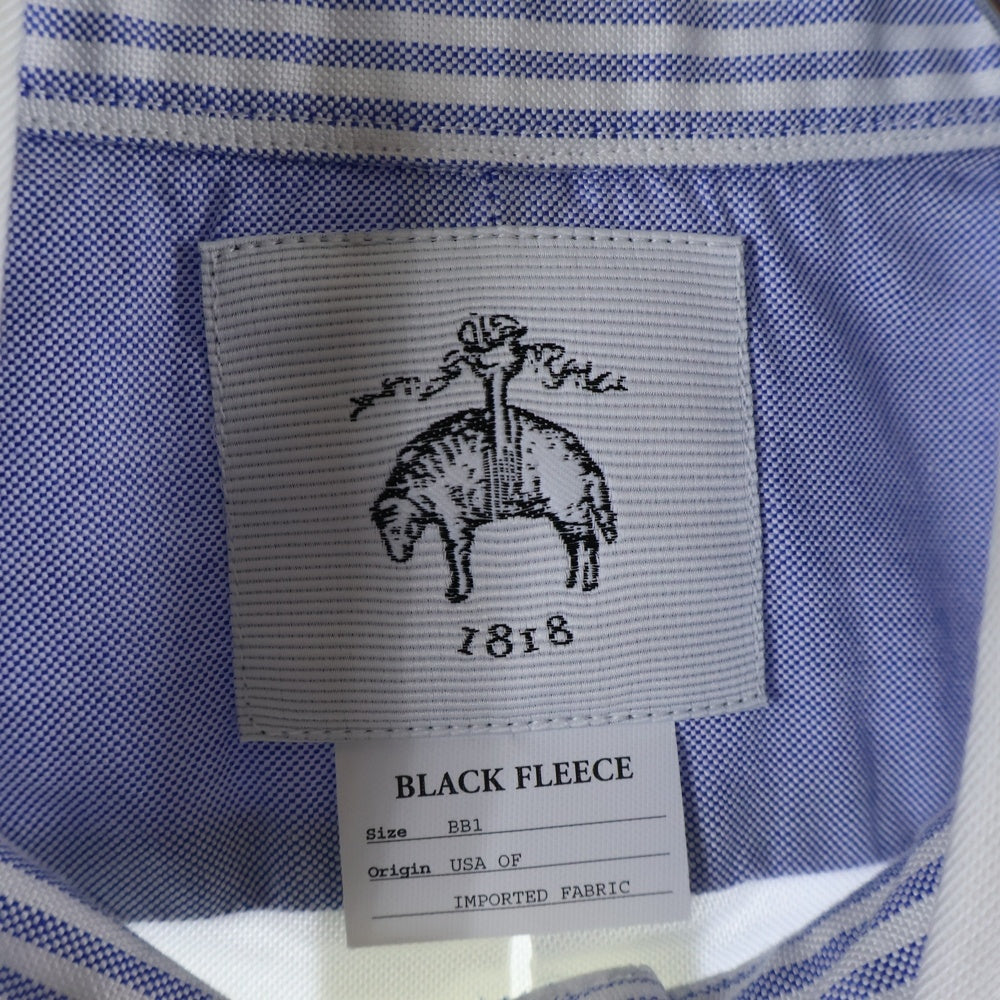 1818
BLACK FLEECE
Size BB1
Origin USA OF
IMPORTED FABRIC